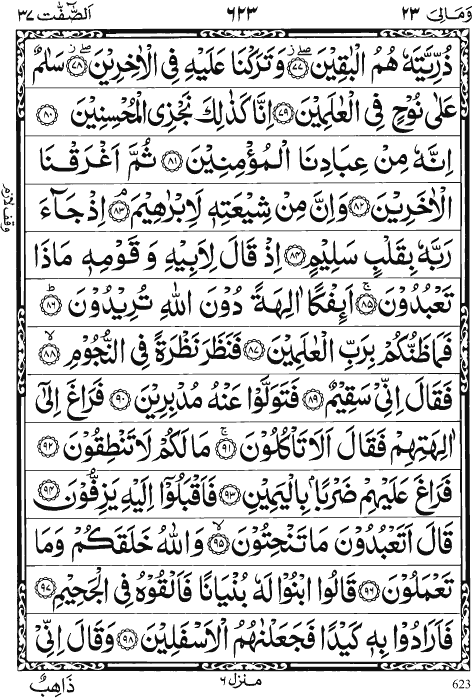 وَمَالِىَ ٢٣ ٦٢٣ اَلصّٰٓفّٰت ٣٧
ذُرِّيَّتَهٗ هُمُ الْبٰقِيْنَ ﴿٧٧﴾ وَتَرَكْنَا عَلَيْهِ فِى الْاٰخِرِيْنَ ﴿٧٨﴾ سَلٰمٌ
عَلٰى نُوْحٍ فِى الْعٰلَمِيْنَ ﴿٧٩﴾ اِنَّا كَذٰلِكَ نَجْزِى الْمُحْسِنِيْنَ ﴿٨٠﴾
اِنَّهٗ مِنْ عِبَادِنَا الْمُؤْمِنِيْنَ ﴿٨١﴾ ثُمَّ اَغْرَقْنَا
الْاٰخَرِيْنَ ﴿٨٢﴾ وَاِنَّ مِنْ شِيْعَتِهٖ لَاِبْرٰهِيْمَ ﴿٨٣﴾ اِذْ جَآءَ
رَبَّهٗ بِقَلْبٍ سَلِيْمٍ ﴿٨٤﴾ اِذْ قَالَ لِاَبِيْهِ وَ قَوْمِهٖ مَاذَا
تَعْبُدُوْنَ ﴿٨٥﴾ اَئِفْكًا اٰلِهَةً دُوْنَ اللّٰهِ تُرِيْدُوْنَ ﴿٨٦﴾
فَمَا ظَنُّكُمْ بِرَبِّ الْعٰلَمِيْنَ ﴿٨٧﴾ فَنَظَرَ نَظْرَةً فِى النُّجُوْمِ ﴿٨٨﴾
فَقَالَ اِنِّىْ سَقِيْمٌ ﴿٨٩﴾ فَتَوَلَّوْا عَنْهُ مُدْبِرِيْنَ ﴿٩٠﴾ فَرَاغَ اِلٰٓى
اٰلِهَتِهِمْ فَقَالَ اَلَا تَاْكُلُوْنَ ﴿٩١﴾ مَا لَكُمْ لَا تَنْطِقُوْنَ ﴿٩٢﴾
فَرَاغَ عَلَيْهِمْ ضَرْبًۢا بِالْيَمِيْنِ ﴿٩٣﴾ فَاَقْبَلُوْٓا اِلَيْهِ يَزِفُّوْنَ ﴿٩٤﴾
قَالَ اَتَعْبُدُوْنَ مَا تَنْحِتُوْنَ ﴿٩٥﴾ وَاللّٰهُ خَلَقَكُمْ وَمَا
تَعْمَلُوْنَ ﴿٩٦﴾ قَالُوا ابْنُوْا لَهٗ بُنْيَانًا فَاَلْقُوْهُ فِى الْجَحِيْمِ ﴿٩٧﴾
فَاَرَادُوْا بِهٖ كَيْدًا فَجَعَلْنٰهُمُ الْاَسْفَلِيْنَ ﴿٩٨﴾ وَقَالَ اِنِّىْ
ذَاهِبٌ منزل ٦ 623
وقف لازم